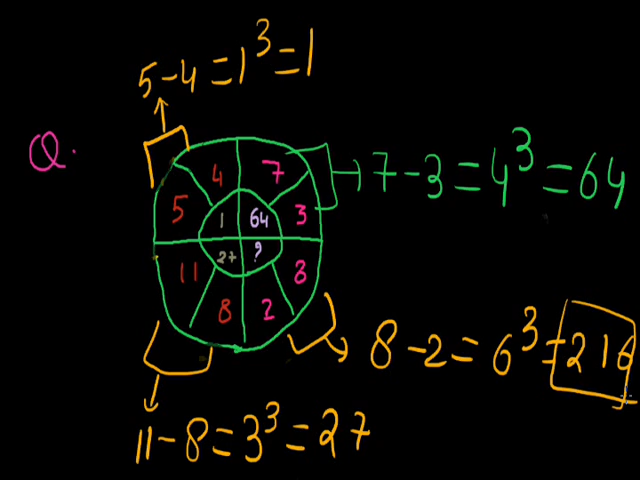 5-4=1³=1
Q.
4 7
7-3=4³=64
5 1 64 3
11 27 ? 8
8 2
8-2=6³=216
11-8=3³=27